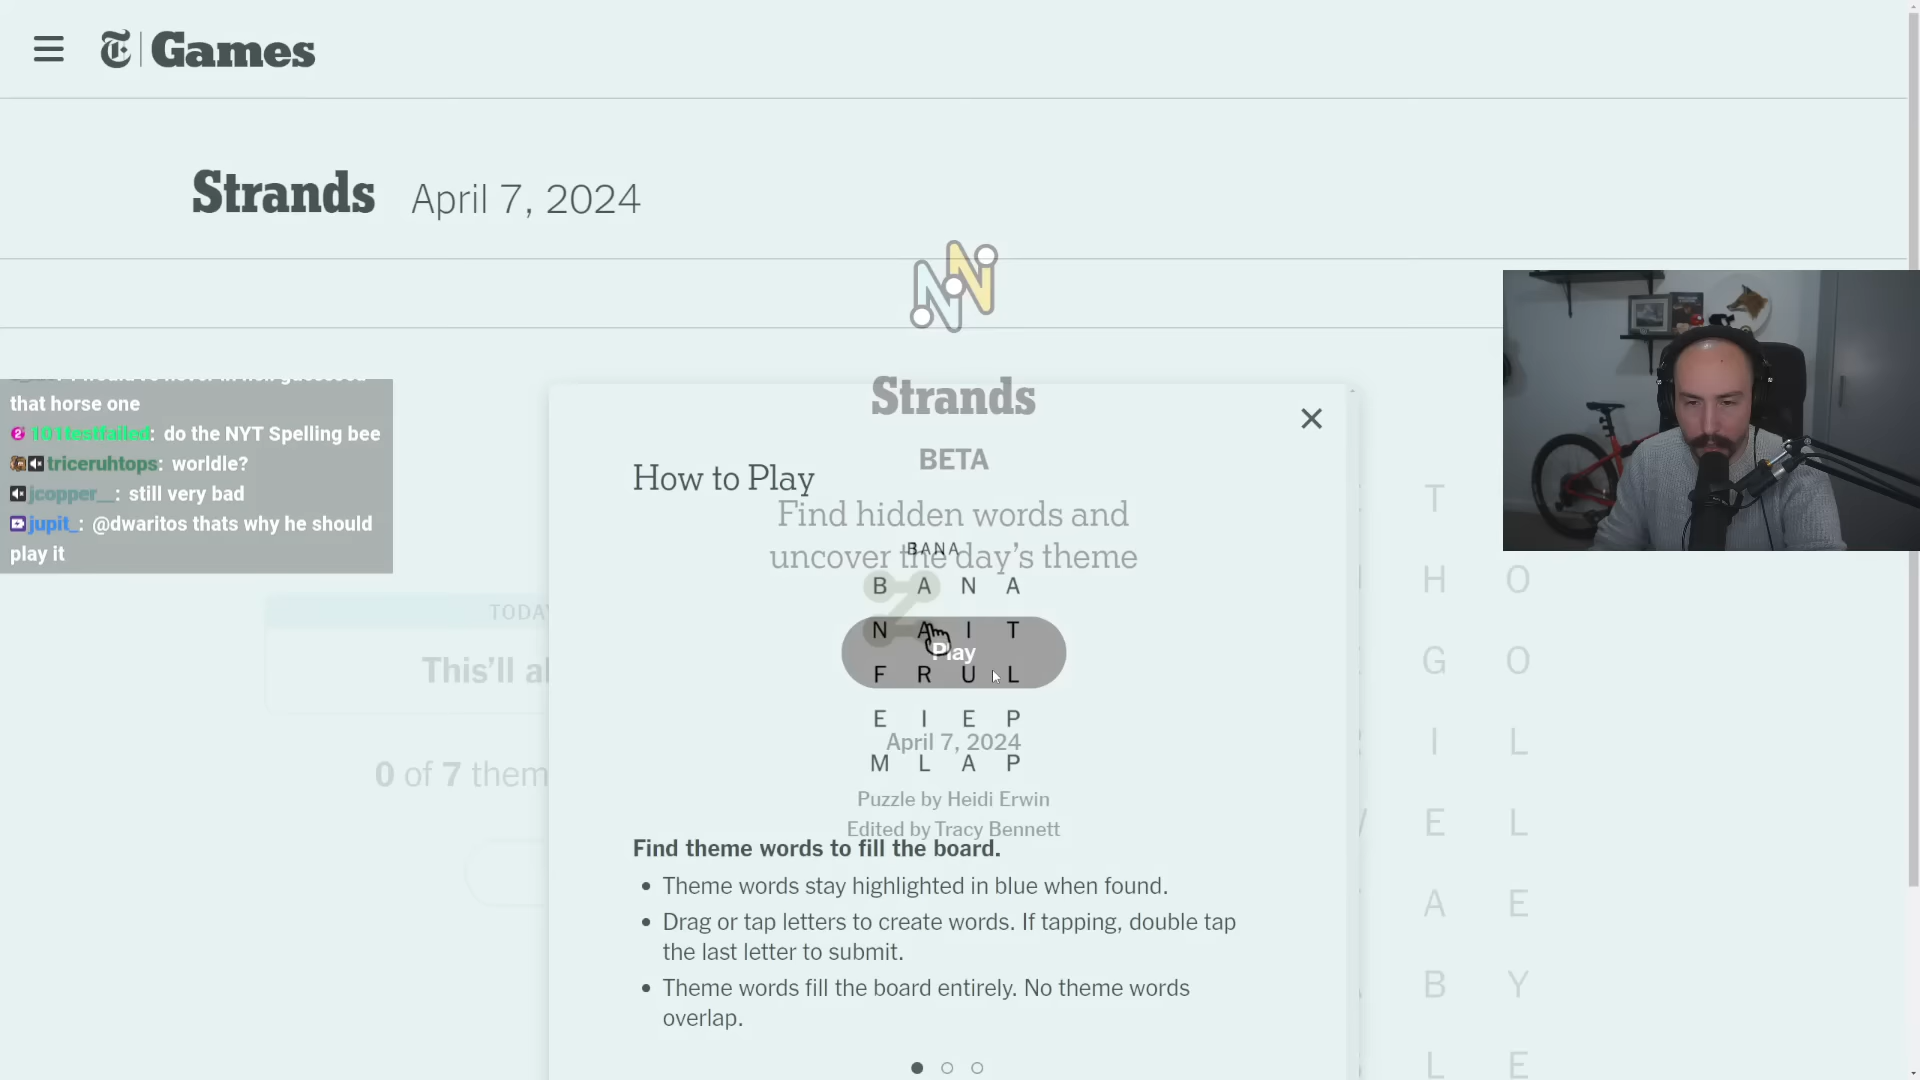 Games
Strands April 7, 2024
that horse one
101testfailed: do the NYT Spelling bee
triceruhtops: worldle?
jcopper__: still very bad
jupit_: @dwaritos thats why he should
play it
Strands
BETA
How to Play
Find hidden words and
uncover the day's theme
BANA
B A N A
N A I T
Play
F R U L
E I E P
April 7, 2024
M L A P
Puzzle by Heidi Erwin
Edited by Tracy Bennett
Find theme words to fill the board.
Theme words stay highlighted in blue when found.
Drag or tap letters to create words. If tapping, double tap
the last letter to submit.
Theme words fill the board entirely. No theme words
overlap.
TODAY
This'll al
0 of 7 them
T
H O
G O
I L
E L
A E
B Y
L E